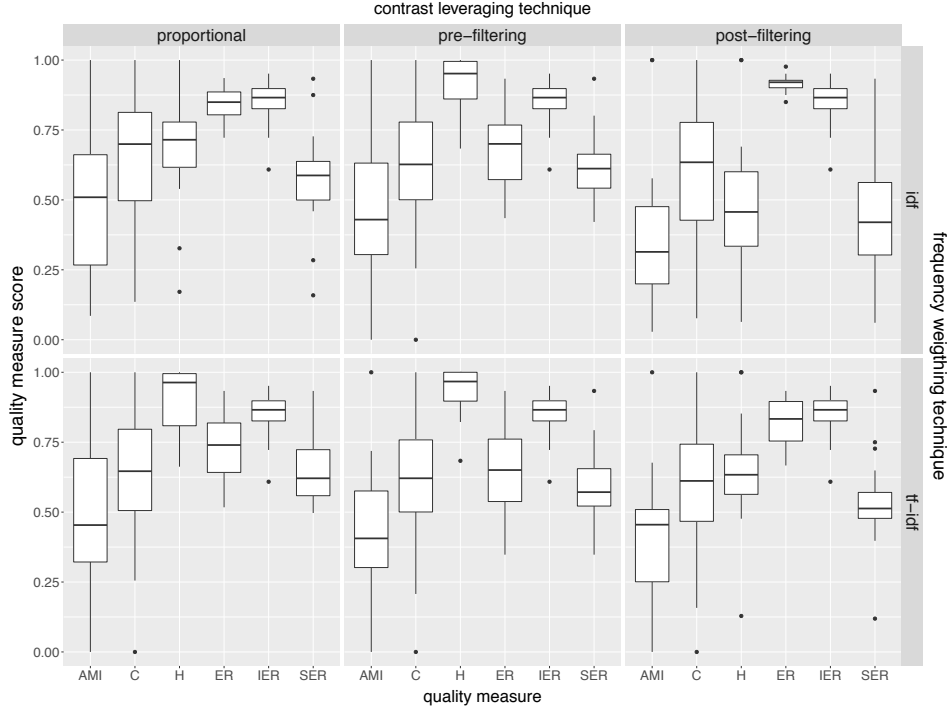 contrast leveraging technique
proportional pre−filtering post−filtering
1.00
0.75
0.50
0.25
0.00
idf
1.00
0.75
0.50
0.25
0.00
tf−idf
quality measure score
frequency weigthing technique
AMI C H ER IER SER AMI C H ER IER SER AMI C H ER IER SER
quality measure